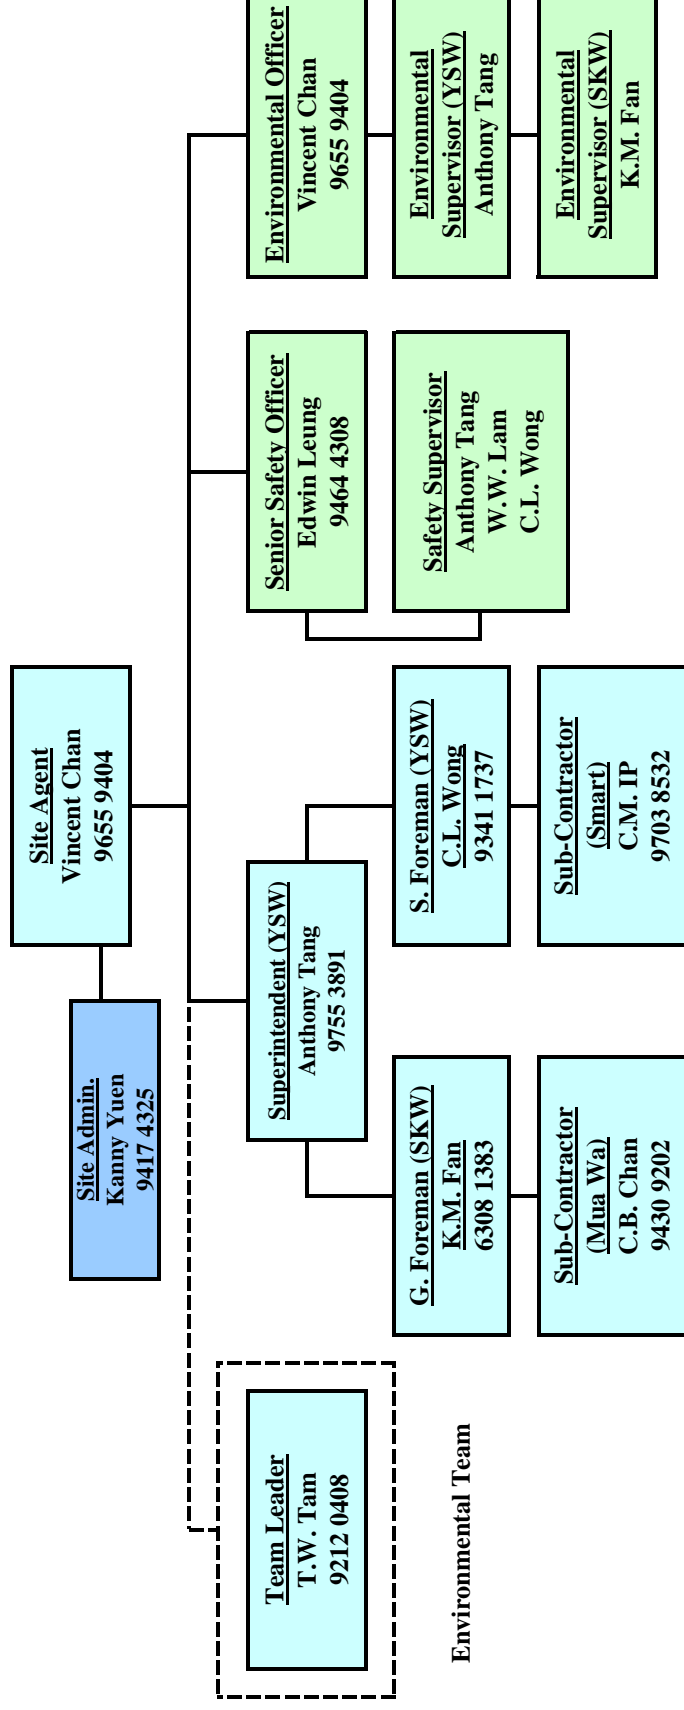 Site Agent
Vincent Chan
9655 9404
Site Admin.
Kanny Yuen
9417 4325
Team Leader
T.W. Tam
9212 0408
Environmental Team
Superintendent (YSW)
Anthony Tang
9755 3891
Senior Safety Officer
Edwin Leung
9464 4308
Environmental Officer
Vincent Chan
9655 9404
G. Foreman (SKW)
K.M. Fan
6308 1383
S. Foreman (YSW)
C.L. Wong
9341 1737
Safety Supervisor
Anthony Tang
W.W. Lam
C.L. Wong
Environmental
Supervisor (YSW)
Anthony Tang
Sub-Contractor
(Mua Wa)
C.B. Chan
9430 9202
Sub-Contractor
(Smart)
C.M. IP
9703 8532
Environmental
Supervisor (SKW)
K.M. Fan